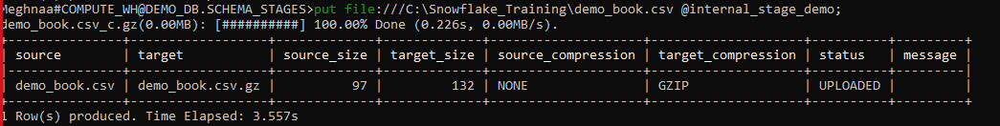 Meghnaa#COMPUTE_WH@DEMO_DB.SCHEMA_STAGES>put file:///C:\Snowflake_Training\demo_book.csv @internal_stage_demo;
demo_book.csv_c.gz(0.00MB): [##########] 100.00% Done (0.226s, 0.00MB/s).
+---------------+------------------+-------------+-------------+--------------------+--------------------+----------+---------+
| source | target | source_size | target_size | source_compression | target_compression | status | message |
|---------------+------------------+-------------+-------------+--------------------+--------------------+----------+---------|
| demo_book.csv | demo_book.csv.gz | 97 | 132 | NONE | GZIP | UPLOADED | |
+---------------+------------------+-------------+-------------+--------------------+--------------------+----------+---------+
1 Row(s) produced. Time Elapsed: 3.557s